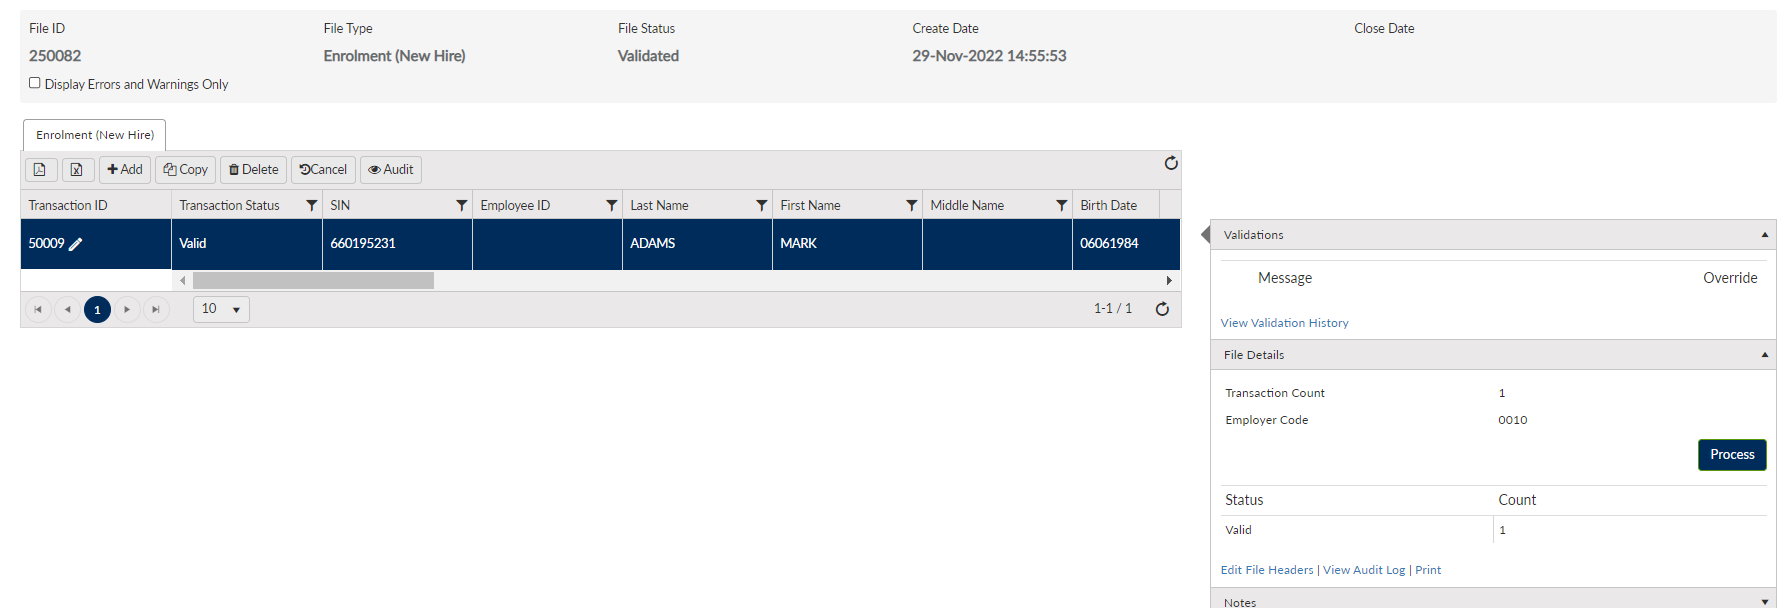 File ID File Type File Status Create Date Close Date
250082 Enrolment (New Hire) Validated 29-Nov-2022 14:55:53
Display Errors and Warnings Only
Enrolment (New Hire)
Add Copy Delete Cancel Audit
Transaction ID Transaction Status SIN Employee ID Last Name First Name Middle Name Birth Date
50009 Valid 660195231 ADAMS MARK 06061984
1 10 1-1 / 1
Validations
Message Override
View Validation History
File Details
Transaction Count 1
Employer Code 0010
Process
Status Count
Valid 1
Edit File Headers | View Audit Log | Print
Notes